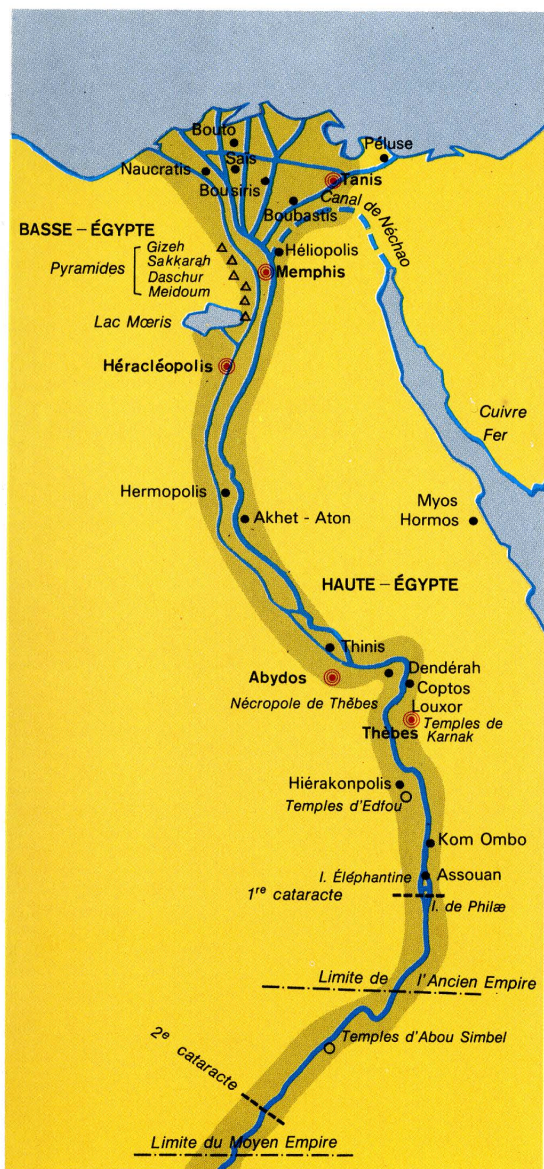 Bouto
Péluse
Saïs
Naucratis
Bousiris
Tanis
Boubastis
Canal de Néchao
BASSE – ÉGYPTE
Héliopolis
Gizeh
Sakkarah
Pyramides
Daschur
Meidoum
Memphis
Lac Mœris
Héracléopolis
Cuivre
Fer
Hermopolis
Myos
Hormos
Akhet - Aton
HAUTE – ÉGYPTE
Thinis
Abydos
Dendérah
Coptos
Nécropole de Thèbes
Louxor
Thèbes
Temples de
Karnak
Hiérakonpolis
Temples d'Edfou
Kom Ombo
I. Éléphantine
Assouan
1re cataracte
I. de Philæ
Limite de l'Ancien Empire
Temples d'Abou Simbel
2e cataracte
Limite du Moyen Empire